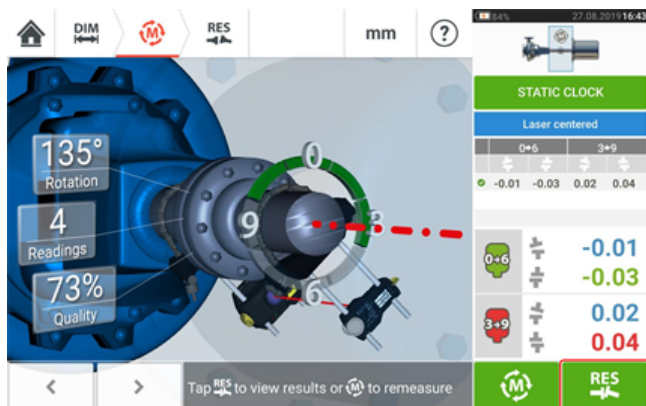 DIM
M
RES
mm
?
84%
27.08.2019 16:43
STATIC CLOCK
Laser centered
0→6 3→9
-0.01 -0.03 0.02 0.04
135°
Rotation
4
Readings
73%
Quality
0
9
3
6
0→6
-0.01
-0.03
3→9
0.02
0.04
Tap RES to view results or M to remeasure
M
RES